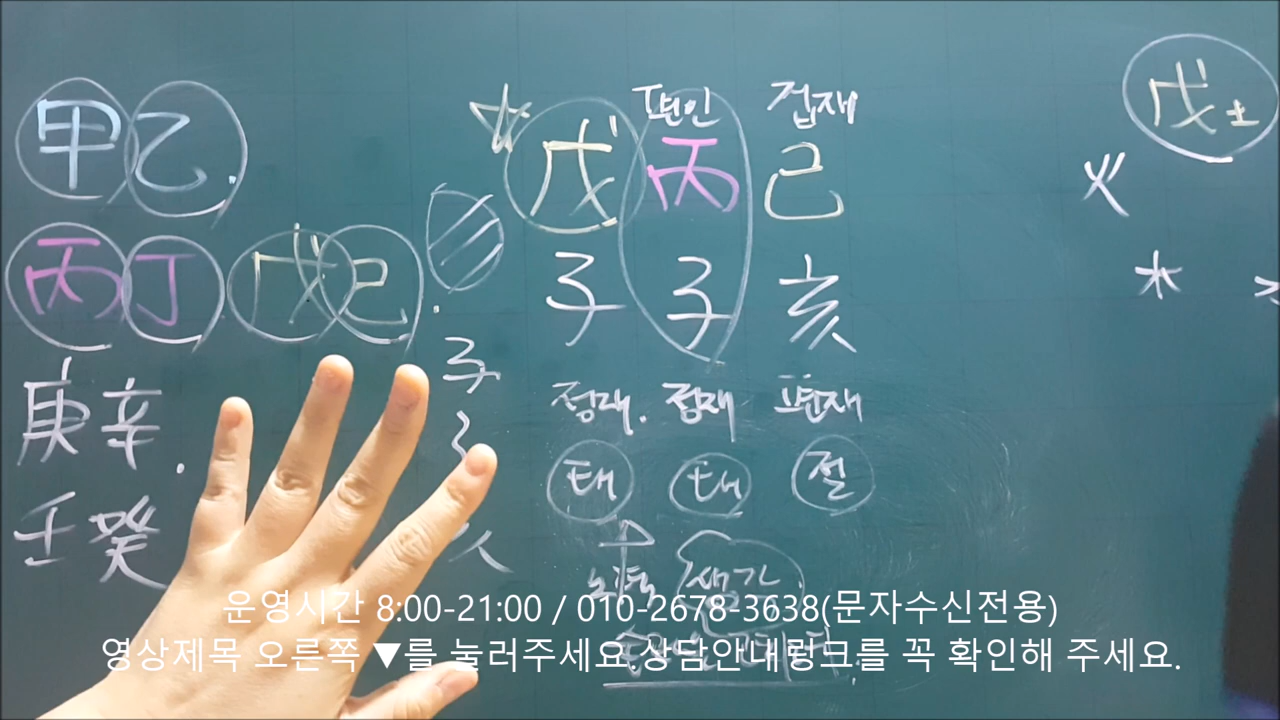 甲乙.
丙丁 戊己.
庚辛.
壬癸
子
편인 겁재
戊 丙 己
子 子 亥
정재. 정재 편재
태 태 절
생각
戊土
운영시간 8:00-21:00 / 010-2678-3638(문자수신전용)
영상제목 오른쪽 ▼를 눌러주세요.상담안내링크를 꼭 확인해 주세요.